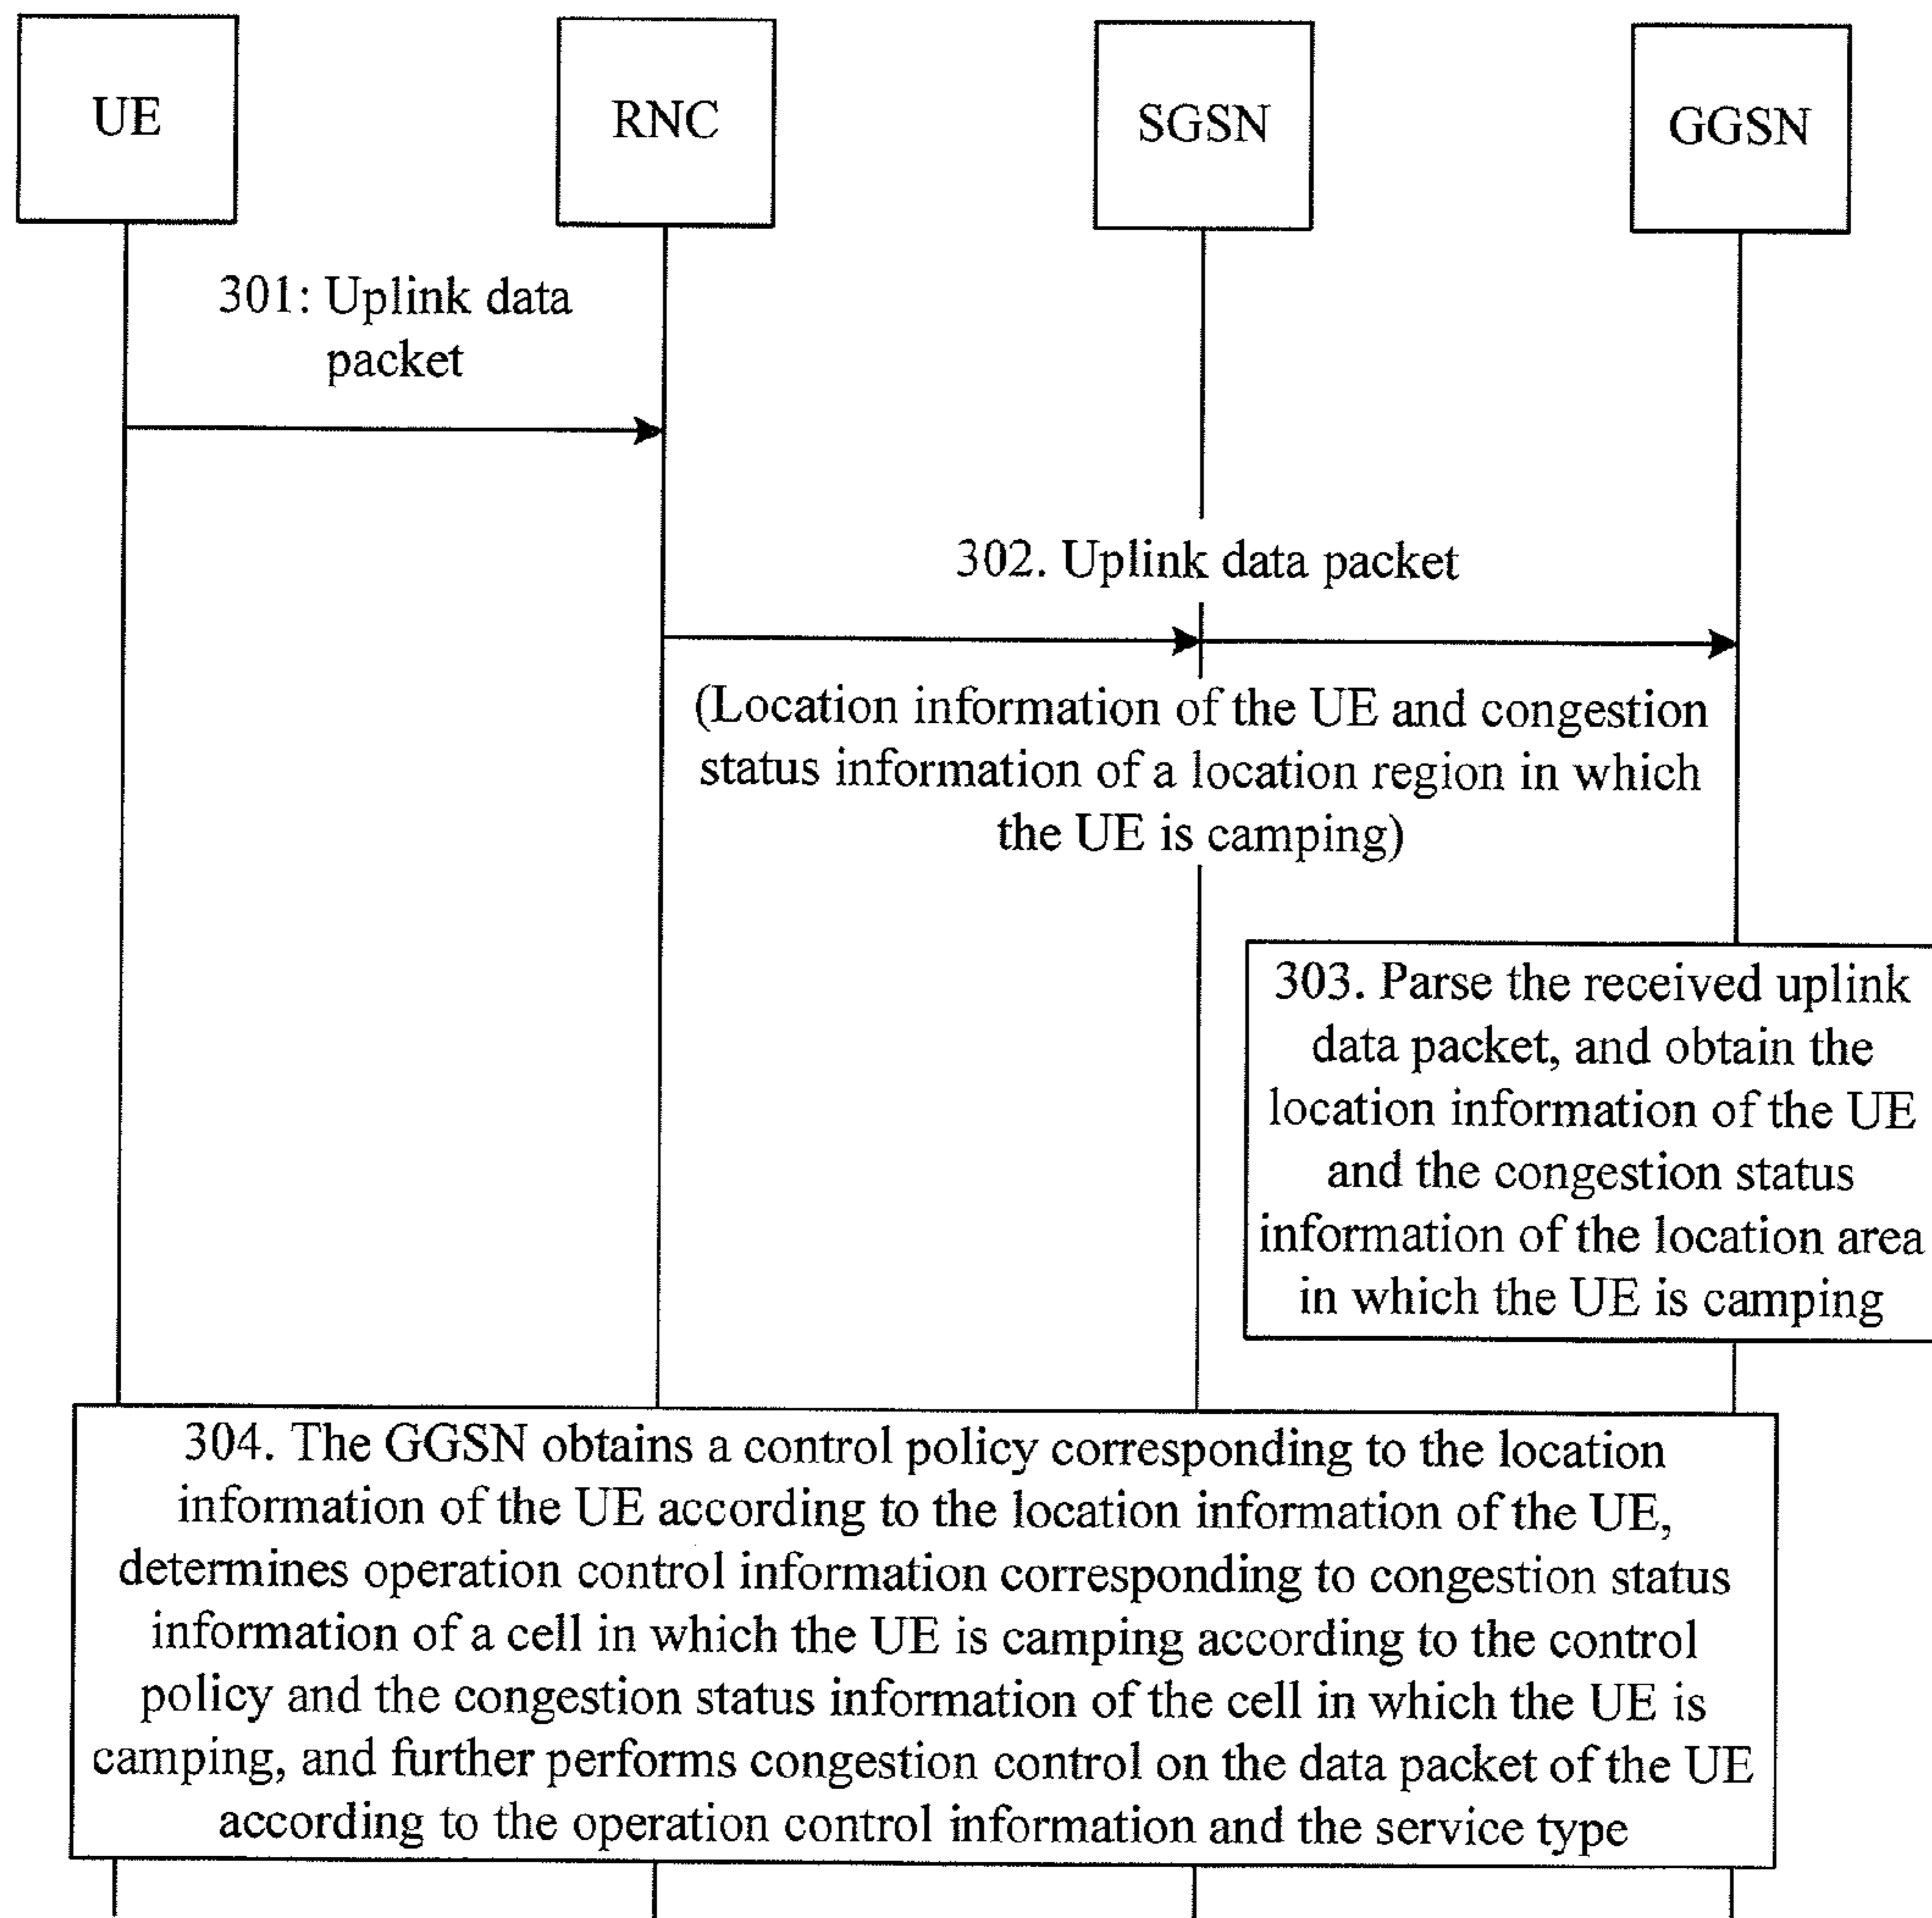 UE
RNC
SGSN
GGSN
301: Uplink data
packet
302. Uplink data packet
(Location information of the UE and congestion
status information of a location region in which
the UE is camping)
303. Parse the received uplink
data packet, and obtain the
location information of the UE
and the congestion status
information of the location area
in which the UE is camping
304. The GGSN obtains a control policy corresponding to the location
information of the UE according to the location information of the UE,
determines operation control information corresponding to congestion status
information of a cell in which the UE is camping according to the control
policy and the congestion status information of the cell in which the UE is
camping, and further performs congestion control on the data packet of the UE
according to the operation control information and the service type